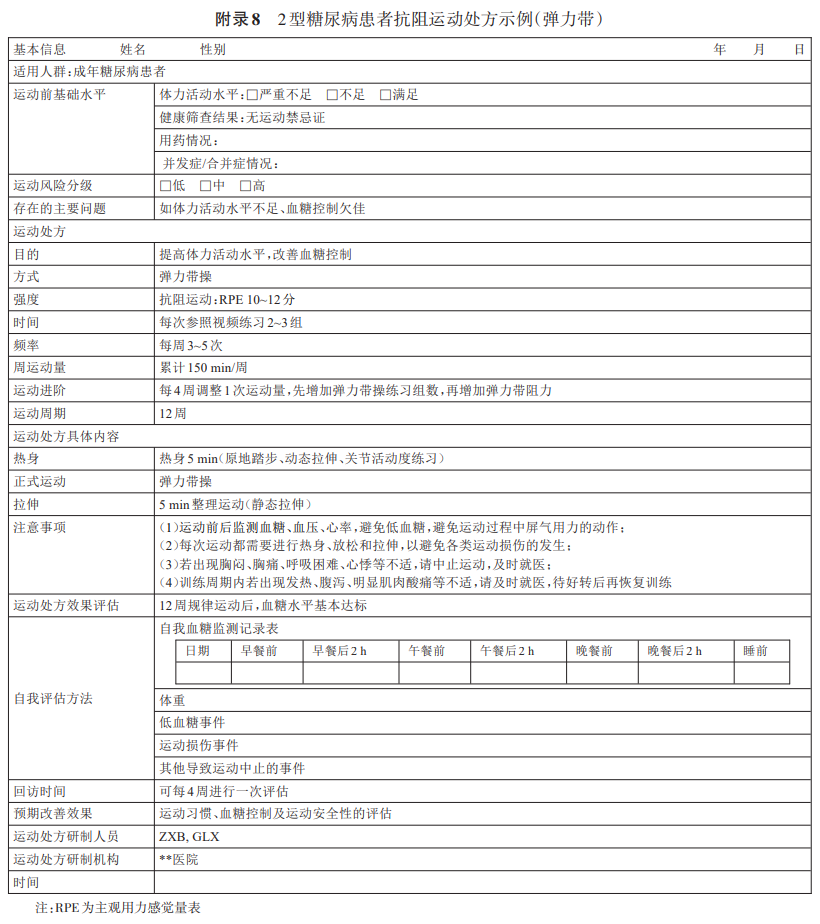 附录8 2型糖尿病患者抗阻运动处方示例(弹力带)
基本信息 姓名 性别 年 月 日
适用人群:成年糖尿病患者
运动前基础水平 体力活动水平:□严重不足 □不足 □满足
健康筛查结果:无运动禁忌证
用药情况:
并发症/合并症情况:
运动风险分级 □低 □中 □高
存在的主要问题 如体力活动水平不足、血糖控制欠佳
运动处方
目的 提高体力活动水平,改善血糖控制
方式 弹力带操
强度 抗阻运动:RPE 10~12分
时间 每次参照视频练习2~3组
频率 每周3~5次
周运动量 累计150 min/周
运动进阶 每4周调整1次运动量,先增加弹力带操练习组数,再增加弹力带阻力
运动周期 12周
运动处方具体内容
热身 热身5 min(原地踏步、动态拉伸、关节活动度练习)
正式运动 弹力带操
拉伸 5 min整理运动(静态拉伸)
注意事项 (1)运动前后监测血糖、血压、心率,避免低血糖,避免运动过程中屏气用力的动作;
(2)每次运动都需要进行热身、放松和拉伸,以避免各类运动损伤的发生;
(3)若出现胸闷、胸痛、呼吸困难、心悸等不适,请中止运动,及时就医;
(4)训练周期内若出现发热、腹泻、明显肌肉酸痛等不适,请及时就医,待好转后再恢复训练
运动处方效果评估 12周规律运动后,血糖水平基本达标
自我评估方法 自我血糖监测记录表
日期 早餐前 早餐后2 h 午餐前 午餐后2 h 晚餐前 晚餐后2 h 睡前
体重
低血糖事件
运动损伤事件
其他导致运动中止的事件
回访时间 可每4周进行一次评估
预期改善效果 运动习惯、血糖控制及运动安全性的评估
运动处方研制人员 ZXB, GLX
运动处方研制机构 **医院
时间
注:RPE为主观用力感觉量表